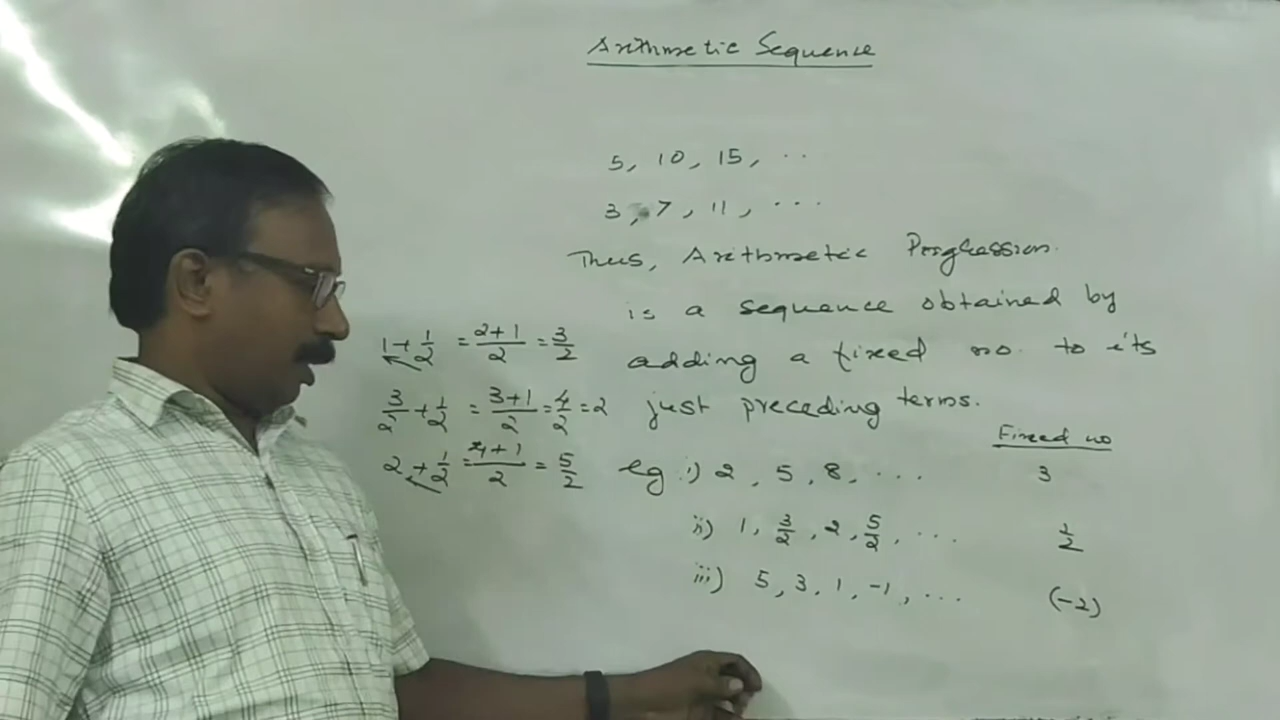 Arithmetic Sequence
5, 10, 15, ..
3, 7, 11, ...
Thus, Arithmetic Progression.
is a sequence obtained by
adding a fixed no. to its
just preceding terms.
1 + 1/2 = 2+1/2 = 3/2
3/2 + 1/2 = 3+1/2 = 4/2 = 2
2 + 1/2 = 4+1/2 = 5/2
Fixed no
eg i) 2, 5, 8, ... 3
ii) 1, 3/2, 2, 5/2, ... 1/2
iii) 5, 3, 1, -1, ... (-2)